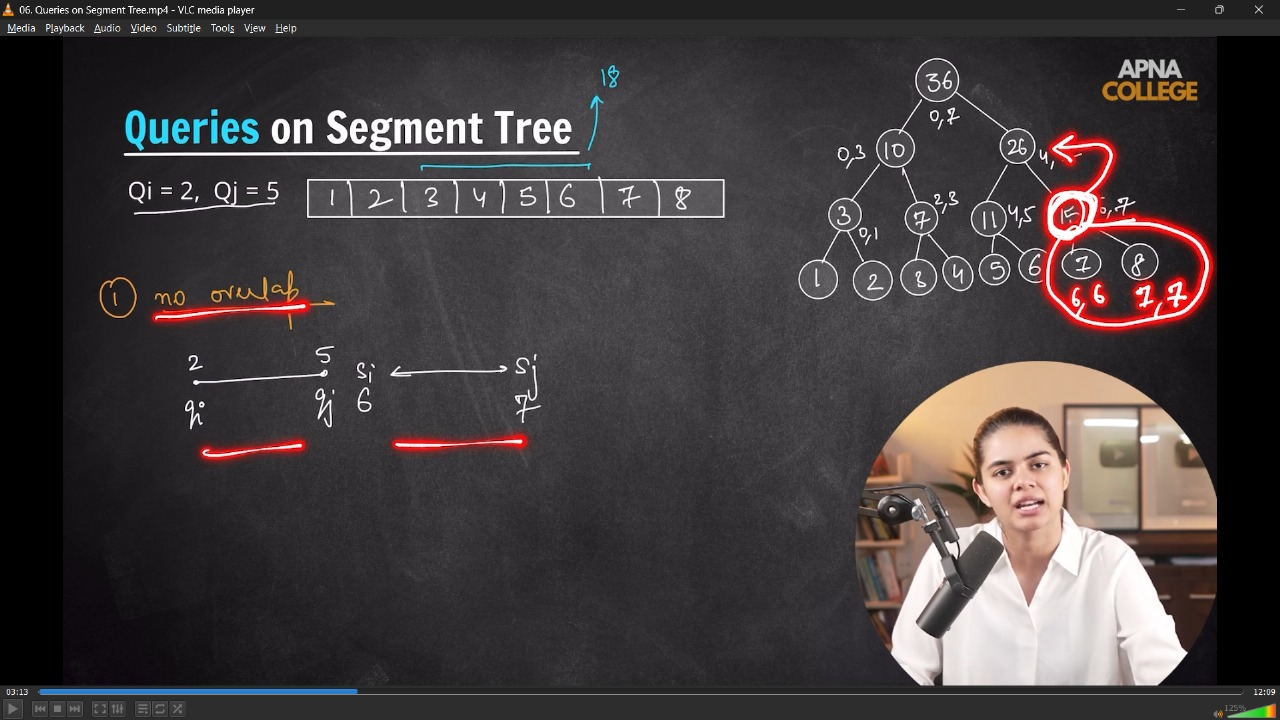 06. Queries on Segment Tree.mp4 - VLC media player
Media Playback Audio Video Subtitle Tools View Help
18
APNA
COLLEGE
Queries on Segment Tree
Qi = 2, Qj = 5
1 2 3 4 5 6 7 8
36
0,7
0,3 10
26 4,
3 0,1
7 2,3
11 4,5
15 6,7
1 2 3 4 5 6 7 8
6,6 7,7
① no overlap
2 5
si sj
qi qj 6 7
03:13
12:09
125%